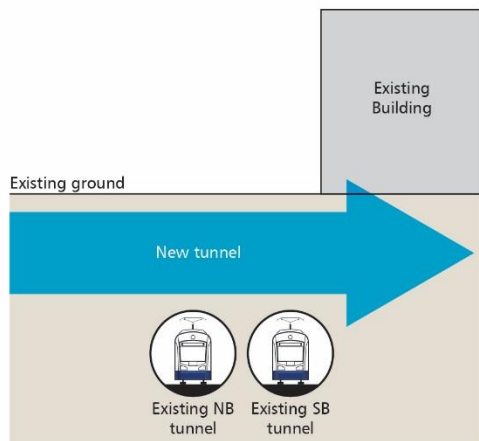 Existing
Building
Existing ground
New tunnel
Existing NB
tunnel
Existing SB
tunnel